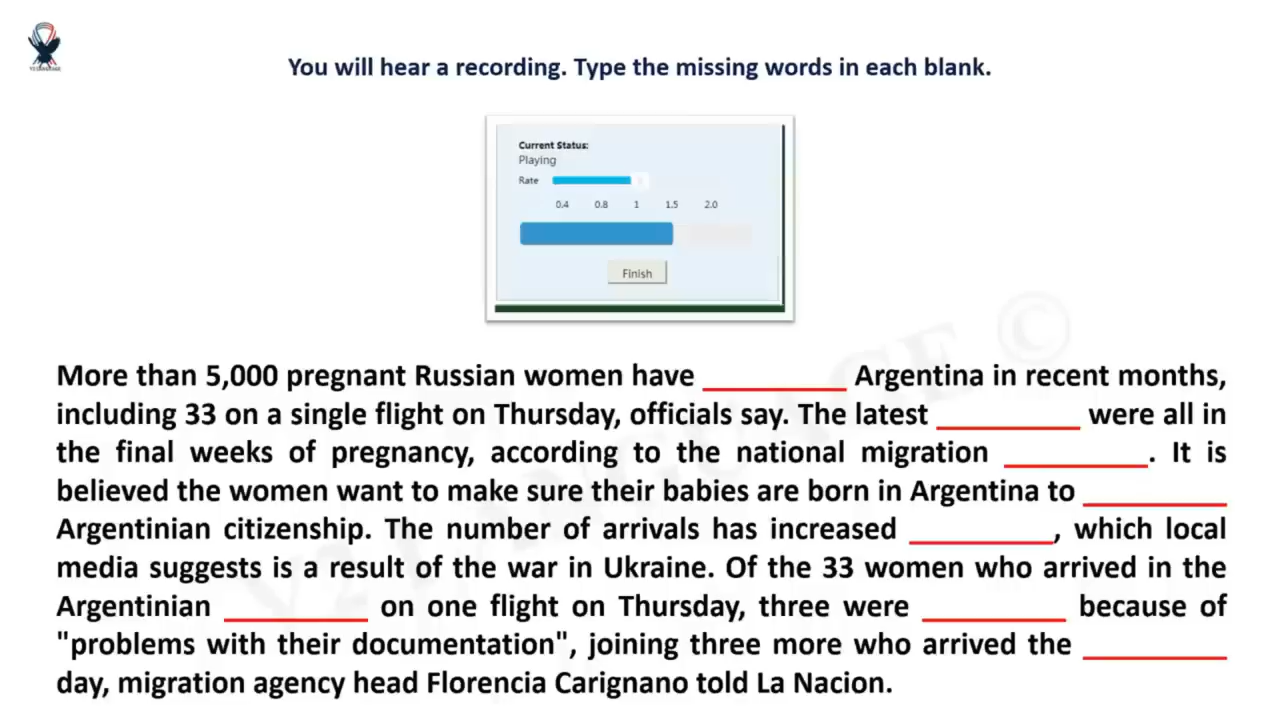 You will hear a recording. Type the missing words in each blank.
Current Status:
Playing
Rate
0.4 0.8 1 1.5 2.0
Finish
More than 5,000 pregnant Russian women have __________ Argentina in recent months,
including 33 on a single flight on Thursday, officials say. The latest __________ were all in
the final weeks of pregnancy, according to the national migration __________. It is
believed the women want to make sure their babies are born in Argentina to __________
Argentinian citizenship. The number of arrivals has increased __________, which local
media suggests is a result of the war in Ukraine. Of the 33 women who arrived in the
Argentinian __________ on one flight on Thursday, three were __________ because of
"problems with their documentation", joining three more who arrived the __________
day, migration agency head Florencia Carignano told La Nacion.